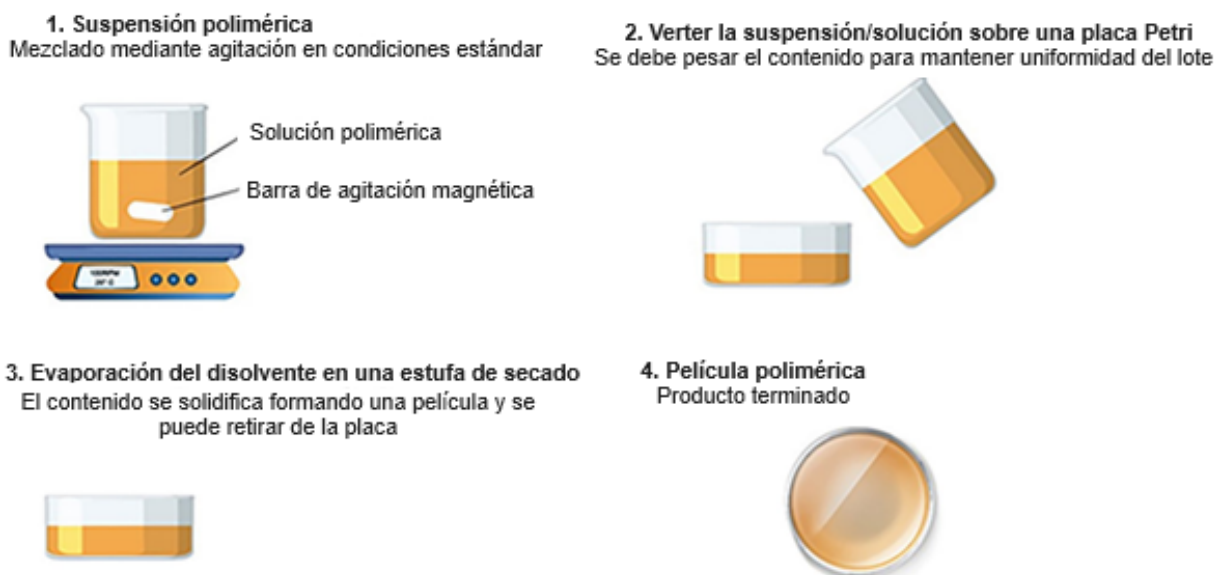 1. Suspensión polimérica
Mezclado mediante agitación en condiciones estándar
Solución polimérica
Barra de agitación magnética
2. Verter la suspensión/solución sobre una placa Petri
Se debe pesar el contenido para mantener uniformidad del lote
3. Evaporación del disolvente en una estufa de secado
El contenido se solidifica formando una película y se
puede retirar de la placa
4. Película polimérica
Producto terminado